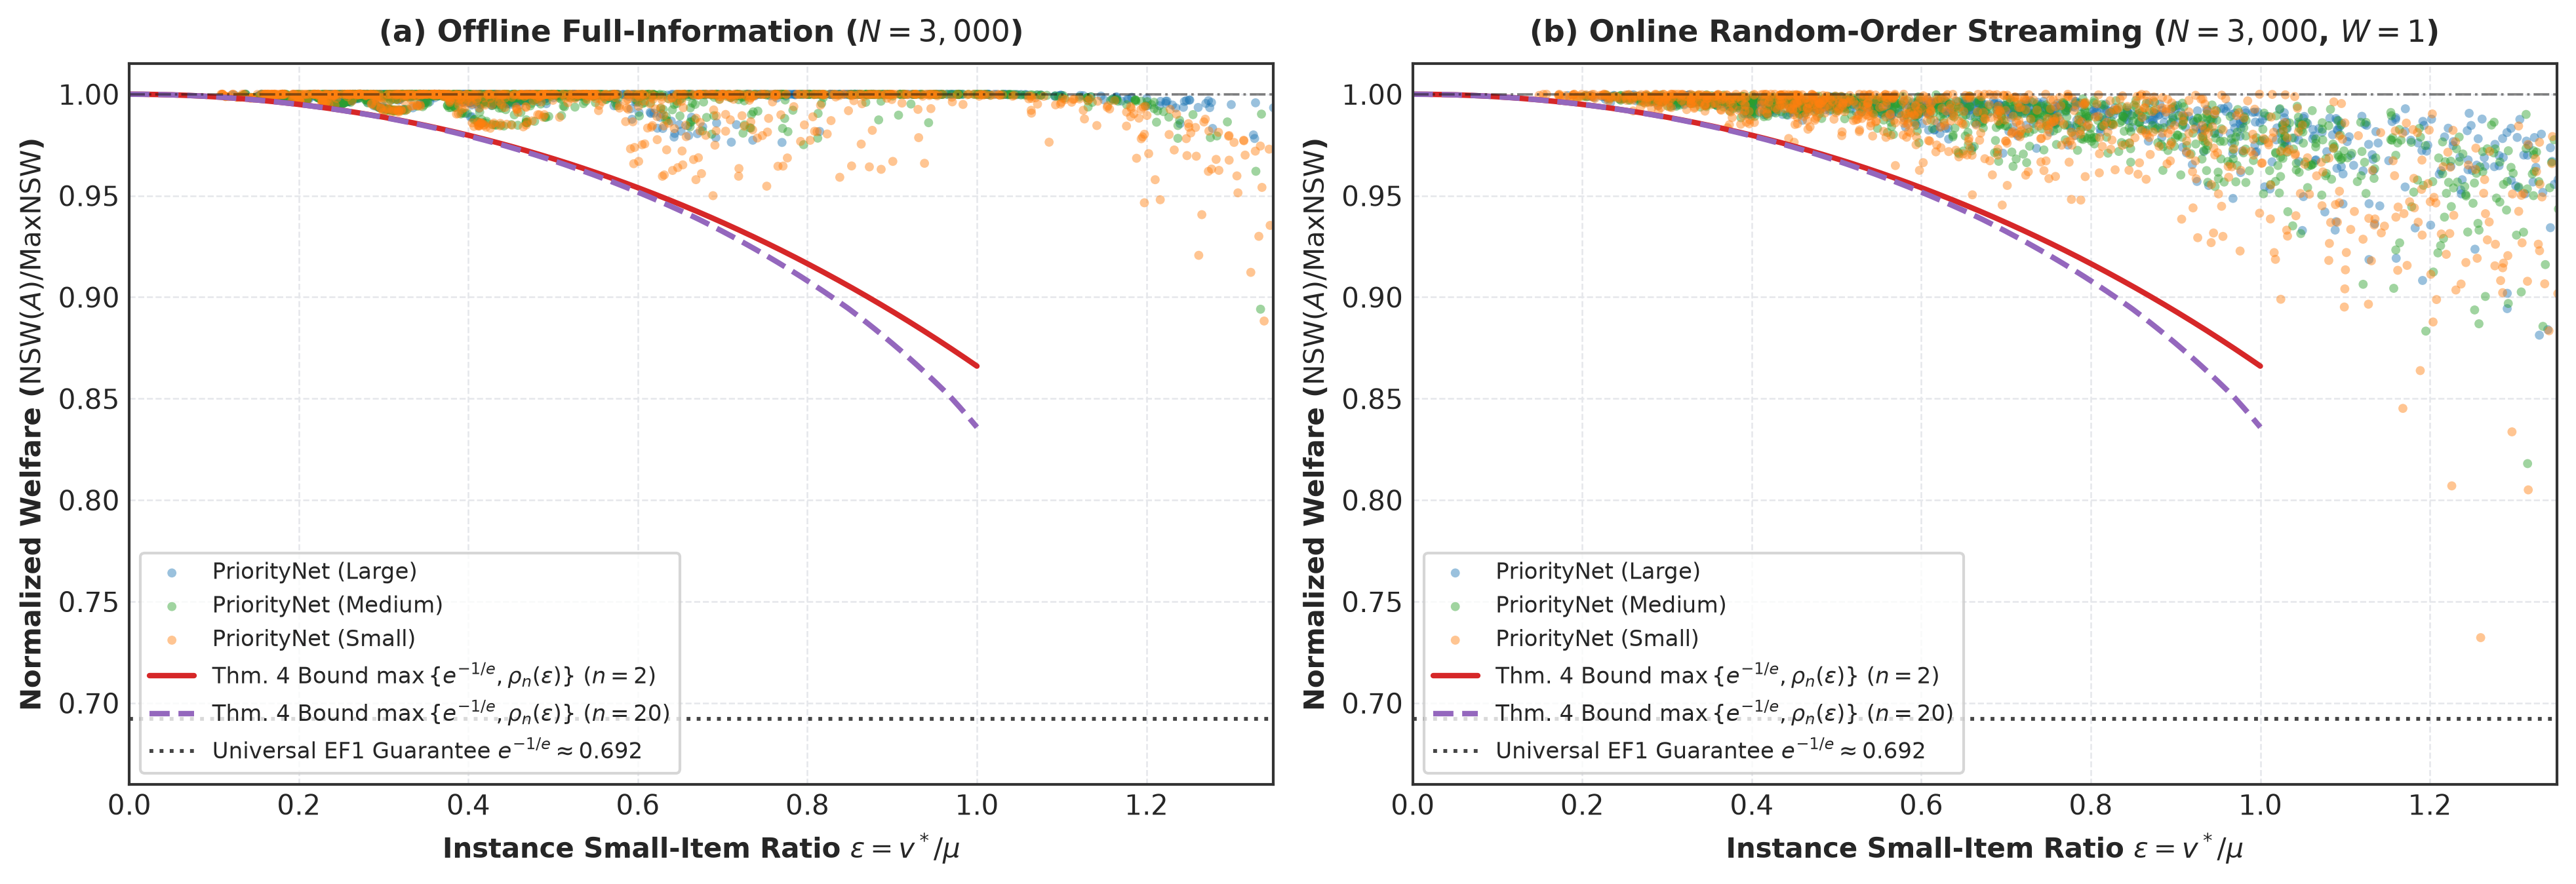 (a) Offline Full-Information (N = 3,000)
Normalized Welfare (NSW(A)/MaxNSW)
1.00
0.95
0.90
0.85
0.80
0.75
0.70
PriorityNet (Large)
PriorityNet (Medium)
PriorityNet (Small)
Thm. 4 Bound max {e^{-1/e}, ρ_n(ε)} (n = 2)
Thm. 4 Bound max {e^{-1/e}, ρ_n(ε)} (n = 20)
Universal EF1 Guarantee e^{-1/e} ≈ 0.692
0.0 0.2 0.4 0.6 0.8 1.0 1.2
Instance Small-Item Ratio ε = v*/μ
(b) Online Random-Order Streaming (N = 3,000, W = 1)
Normalized Welfare (NSW(A)/MaxNSW)
1.00
0.95
0.90
0.85
0.80
0.75
0.70
PriorityNet (Large)
PriorityNet (Medium)
PriorityNet (Small)
Thm. 4 Bound max {e^{-1/e}, ρ_n(ε)} (n = 2)
Thm. 4 Bound max {e^{-1/e}, ρ_n(ε)} (n = 20)
Universal EF1 Guarantee e^{-1/e} ≈ 0.692
0.0 0.2 0.4 0.6 0.8 1.0 1.2
Instance Small-Item Ratio ε = v*/μ